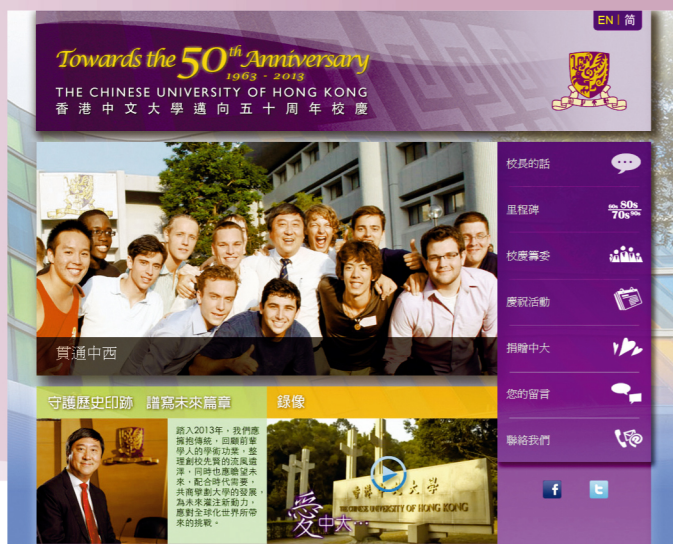 EN | 简
Towards the 50th Anniversary
1963 - 2013
THE CHINESE UNIVERSITY OF HONG KONG
香港中文大學邁向五十周年校慶
校長的話
里程碑
60s 80s
70s 90s
校慶籌委
慶祝活動
捐贈中大
您的留言
聯絡我們
貫通中西
守護歷史印跡 譜寫未來篇章
踏入2013年，我們應
擁抱傳統，回顧前輩
學人的學術功業，整
理創校先賢的流風遺
澤，同時也應瞻望未
來，配合時代需要，
共商擘劃大學的發展，
為未來灌注新動力，
應對全球化世界所帶
來的挑戰。
錄像
香港中文大學
THE CHINESE UNIVERSITY OF HONG KONG
愛中大...